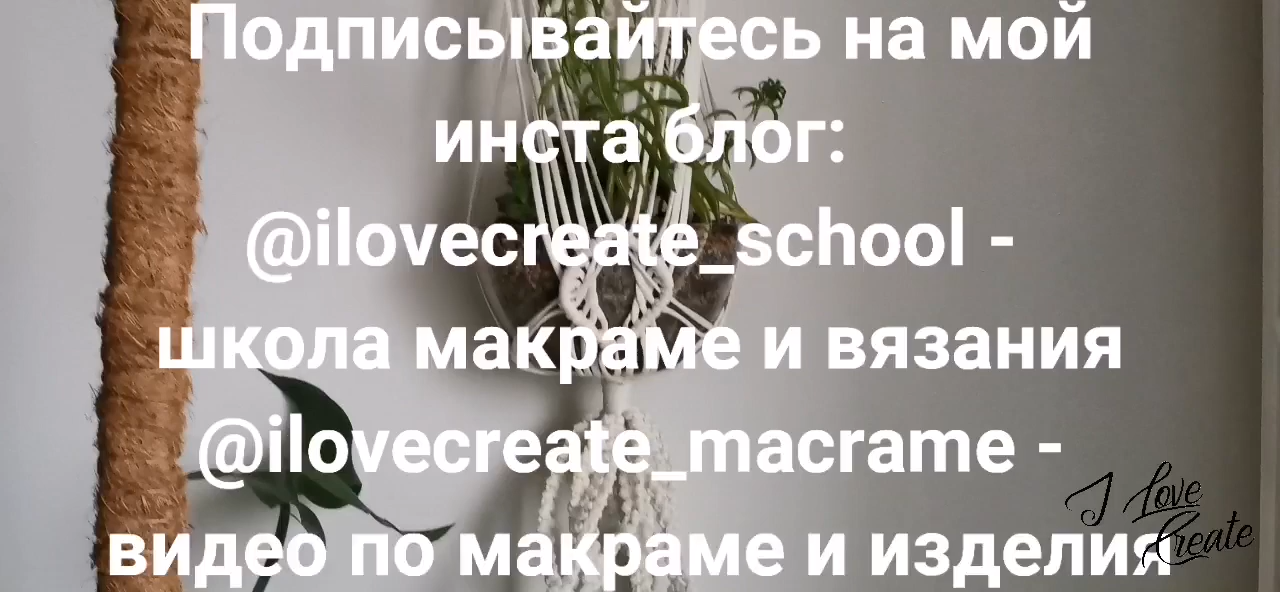 Подписывайтесь на мой
инста блог:
@ilovecreate_school -
школа макраме и вязания
@ilovecreate_macrame -
видео по макраме и изделия
I Love
Create